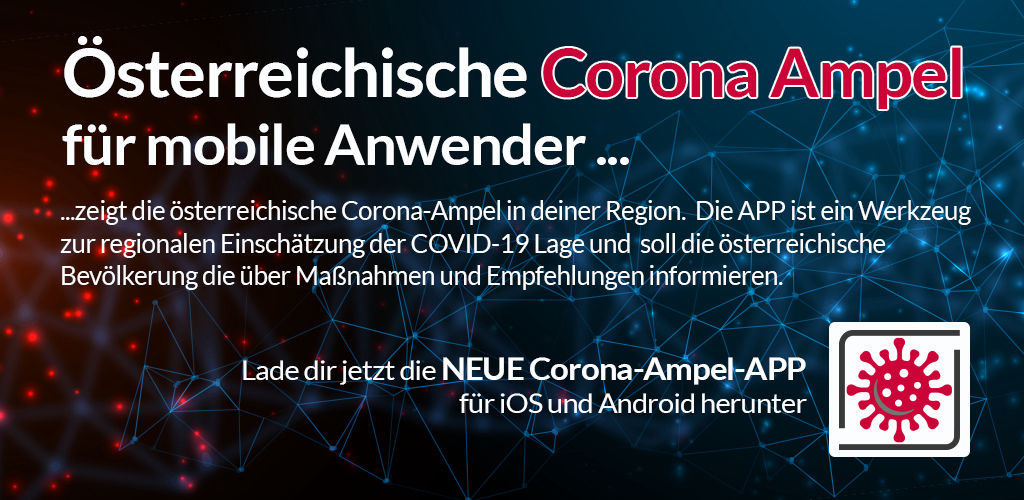 Österreichische Corona Ampel
für mobile Anwender ...
...zeigt die österreichische Corona-Ampel in deiner Region. Die APP ist ein Werkzeug
zur regionalen Einschätzung der COVID-19 Lage und soll die österreichische
Bevölkerung die über Maßnahmen und Empfehlungen informieren.
Lade dir jetzt die NEUE Corona-Ampel-APP
für iOS und Android herunter